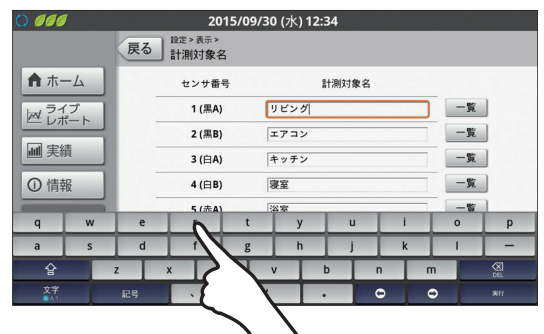 2015/09/30 (水) 12:34
戻る
設定 > 表示 >
計測対象名
ホーム
ライブ
レポート
実績
情報
センサ番号 計測対象名
1 (黒A) リビング 一覧
2 (黒B) エアコン 一覧
3 (白A) キッチン 一覧
4 (白B) 寝室 一覧
5 (赤A) 浴室 一覧
q w e r t y u i o p
a s d f g h j k l ー
z x v b n m DEL
文字 記号 、 。 実行
A 1